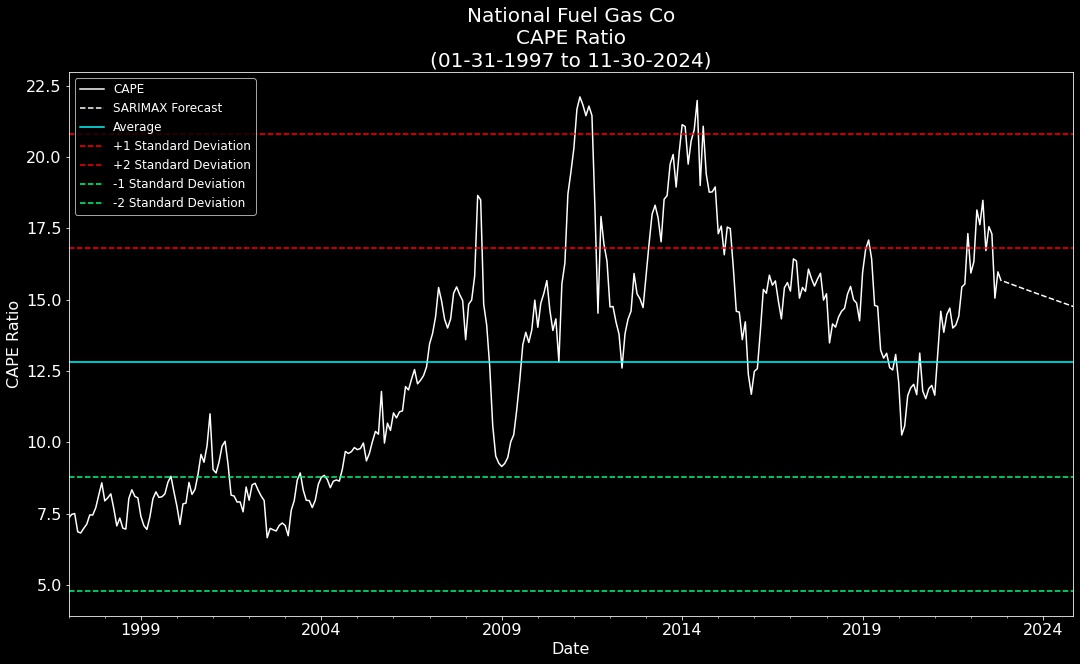 National Fuel Gas Co
CAPE Ratio
(01-31-1997 to 11-30-2024)
CAPE
SARIMAX Forecast
Average
+1 Standard Deviation
+2 Standard Deviation
-1 Standard Deviation
-2 Standard Deviation
22.5
20.0
17.5
15.0
12.5
10.0
7.5
5.0
CAPE Ratio
1999
2004
2009
2014
2019
2024
Date